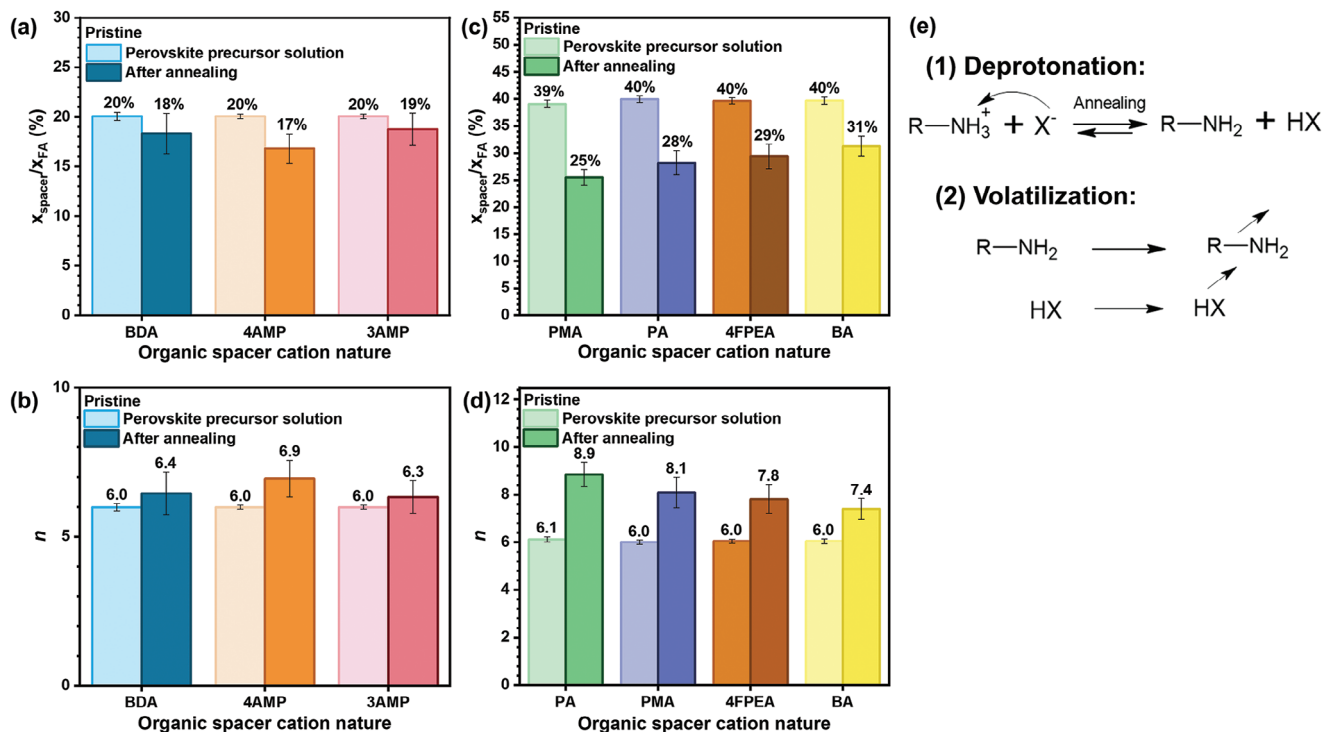 (a)
30
25
20
15
10
5
0
x_spacer/x_FA (%)
Pristine
Perovskite precursor solution
After annealing
20%
18%
20%
17%
20%
19%
BDA
4AMP
3AMP
Organic spacer cation nature
(c)
55
50
45
40
35
30
25
20
15
10
5
0
x_spacer/x_FA (%)
Pristine
Perovskite precursor solution
After annealing
39%
25%
40%
28%
40%
29%
40%
31%
PMA
PA
4FPEA
BA
Organic spacer cation nature
(e)
(1) Deprotonation:
R—NH₃⁺ + X⁻ Annealing R—NH₂ + HX
(2) Volatilization:
R—NH₂ R—NH₂
HX HX
(b)
10
5
0
n
Pristine
Perovskite precursor solution
After annealing
6.0
6.4
6.0
6.9
6.0
6.3
BDA
4AMP
3AMP
Organic spacer cation nature
(d)
12
10
8
6
4
2
0
n
Pristine
Perovskite precursor solution
After annealing
6.1
8.9
6.0
8.1
6.0
7.8
6.0
7.4
PA
PMA
4FPEA
BA
Organic spacer cation nature